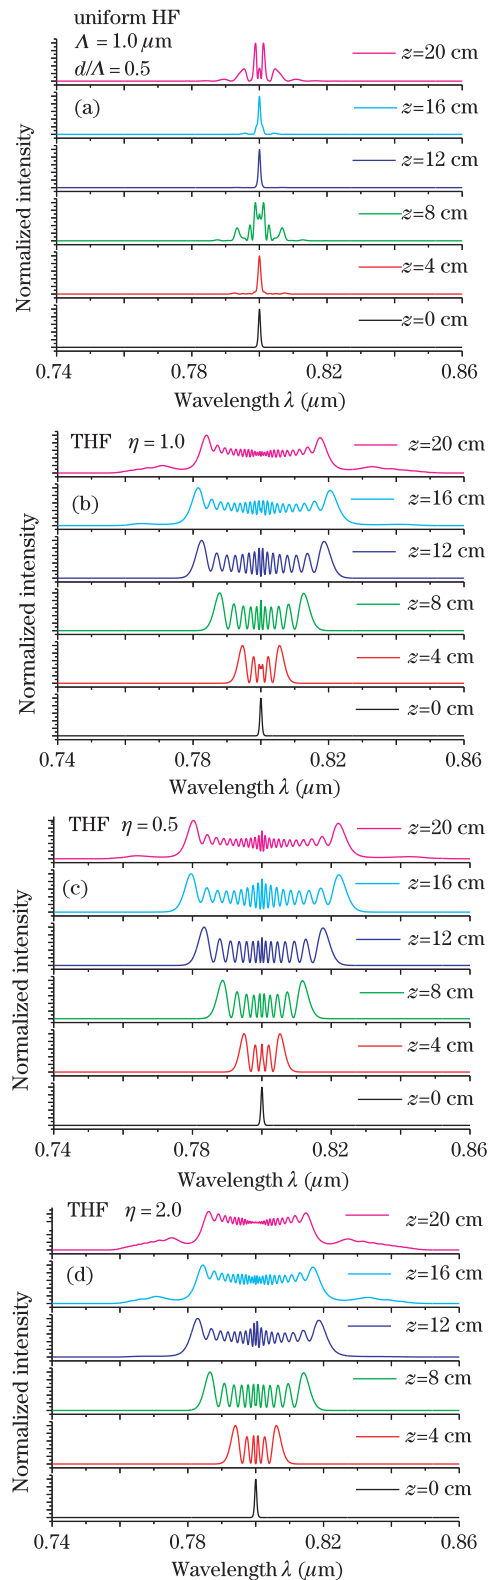 uniform HF
Λ = 1.0 μm
d/Λ = 0.5
z=20 cm
(a)
z=16 cm
z=12 cm
z=8 cm
z=4 cm
z=0 cm
Normalized intensity
0.74 0.78 0.82 0.86
Wavelength λ (μm)
THF η = 1.0
z=20 cm
(b)
z=16 cm
z=12 cm
z=8 cm
z=4 cm
z=0 cm
Normalized intensity
0.74 0.78 0.82 0.86
Wavelength λ (μm)
THF η = 0.5
z=20 cm
(c)
z=16 cm
z=12 cm
z=8 cm
z=4 cm
z=0 cm
Normalized intensity
0.74 0.78 0.82 0.86
Wavelength λ (μm)
THF η = 2.0
z=20 cm
(d)
z=16 cm
z=12 cm
z=8 cm
z=4 cm
z=0 cm
Normalized intensity
0.74 0.78 0.82 0.86
Wavelength λ (μm)